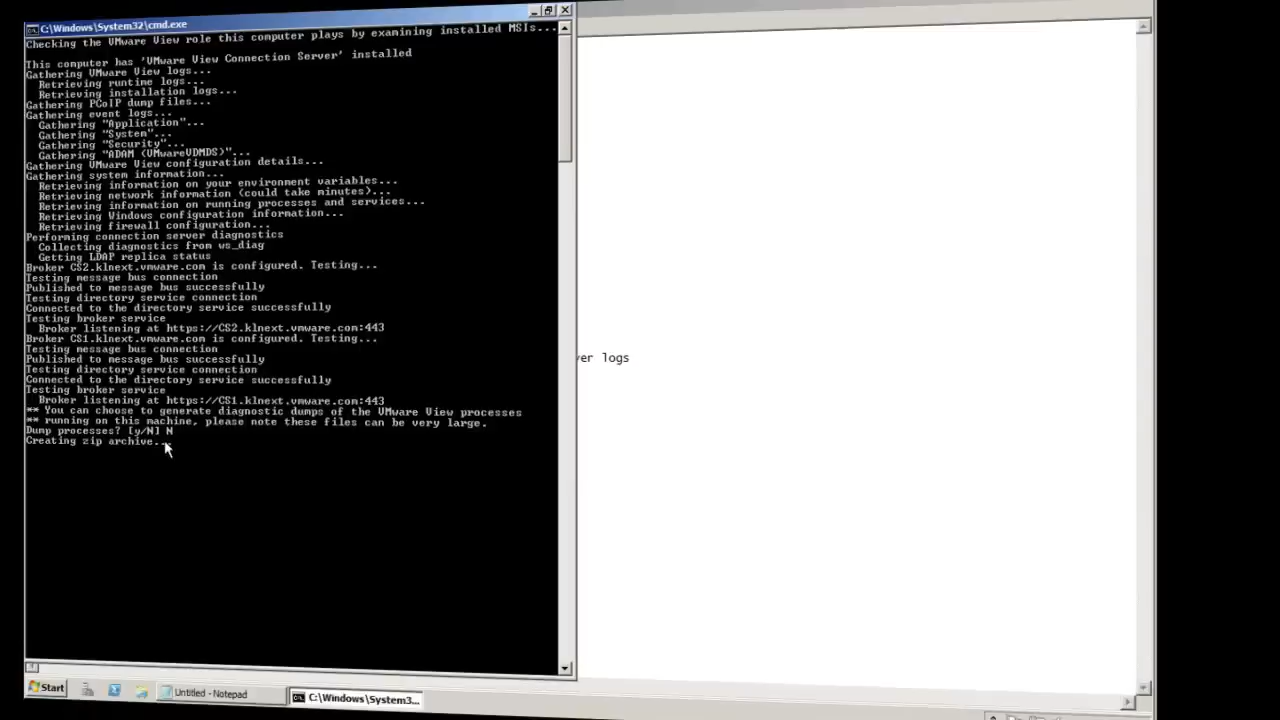 C:\Windows\System32\cmd.exe
Checking the VMware View role this computer plays by examining installed MSIs...
This computer has 'VMware View Connection Server' installed
Gathering VMware View logs...
Retrieving runtime logs...
Retrieving installation logs...
Gathering PCoIP dump files...
Gathering event logs...
Gathering "Application"...
Gathering "System"...
Gathering "Security"...
Gathering "ADAM (VMwareVDMDS)"...
Gathering VMware View configuration details...
Gathering system information...
Retrieving information on your environment variables...
Retrieving network information (could take minutes)...
Retrieving information on running processes and services...
Retrieving Windows configuration information...
Retrieving firewall configuration...
Performing connection server diagnostics
Collecting diagnostics from ws_diag
Getting LDAP replica status
Broker CS2.klnext.vmware.com is configured. Testing...
Testing message bus connection
Published to message bus successfully
Testing directory service connection
Connected to the directory service successfully
Testing broker service
Broker listening at https://CS2.klnext.vmware.com:443
Broker CS1.klnext.vmware.com is configured. Testing...
Testing message bus connection
Published to message bus successfully
Testing directory service connection
Connected to the directory service successfully
Testing broker service
Broker listening at https://CS1.klnext.vmware.com:443
** You can choose to generate diagnostic dumps of the VMware View processes
** running on this machine, please note these files can be very large.
Dump processes? [y/N] N
Creating zip archive...
ver logs
Start
Untitled - Notepad
C:\Windows\System3...